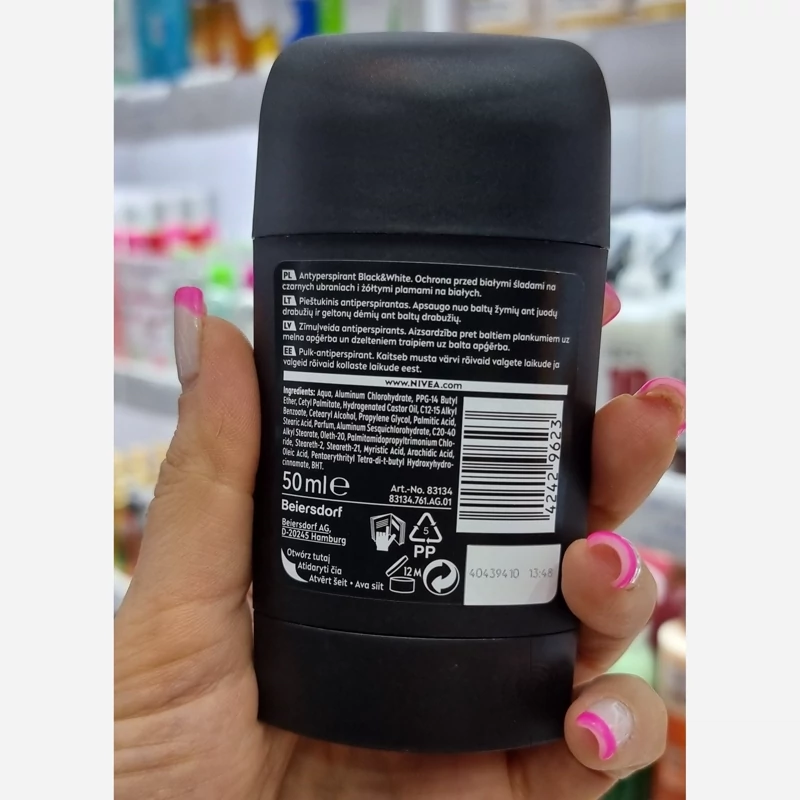 PL Antyperspirant Black&White. Ochrona przed białymi śladami na
czarnych ubraniach i żółtymi plamami na białych.
LT Pieštukinis antiperspirantas. Apsaugo nuo baltų žymių ant juodų
drabužių ir geltonų dėmių ant baltų drabužių.
LV Zīmuļveida antiperspirants. Aizsardzība pret baltiem plankumiem uz
melna apģērba un dzelteniem traipiem uz balta apģērba.
EE Pulk-antiperspirant. Kaitseb musta värvi rõivaid valgete laikude ja
valgeid rõivaid kollaste laikude eest.
www.NIVEA.com
Ingredients: Aqua, Aluminum Chlorohydrate, PPG-14 Butyl
Ether, Cetyl Palmitate, Hydrogenated Castor Oil, C12-15 Alkyl
Benzoate, Cetearyl Alcohol, Propylene Glycol, Palmitic Acid,
Stearic Acid, Parfum, Aluminum Sesquichlorohydrate, C20-40
Alkyl Stearate, Oleth-20, Palmitamidopropyltrimonium Chlo-
ride, Steareth-2, Steareth-21, Myristic Acid, Arachidic Acid,
Oleic Acid, Pentaerythrityl Tetra-di-t-butyl Hydroxyhydro-
cinnamate, BHT.
4242 9623
50 ml e
Art.-No. 83134
83134.761.AG.01
Beiersdorf
Beiersdorf AG,
D-20245 Hamburg
5
PP
Otwórz tutaj
Atidaryti čia
Atvērt šeit • Ava siit
12 M
40439410 13:48